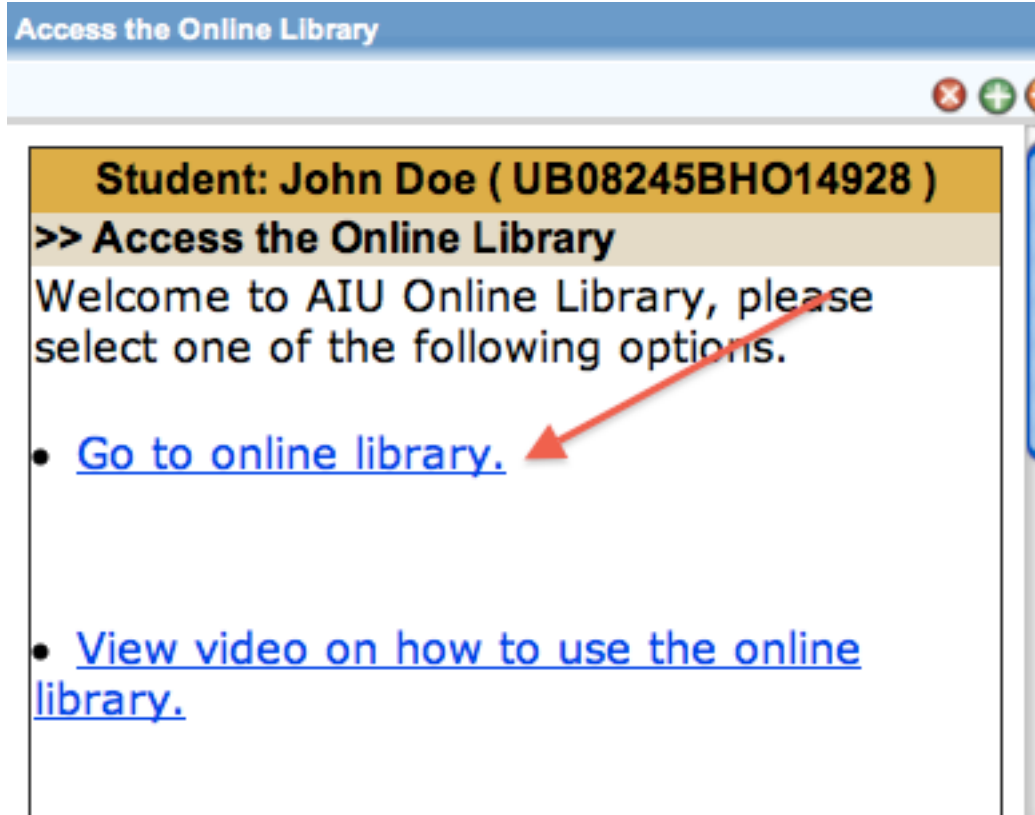 Access the Online Library
Student: John Doe ( UB08245BHO14928 )
>> Access the Online Library
Welcome to AIU Online Library, please
select one of the following options.
• Go to online library.
• View video on how to use the online
library.